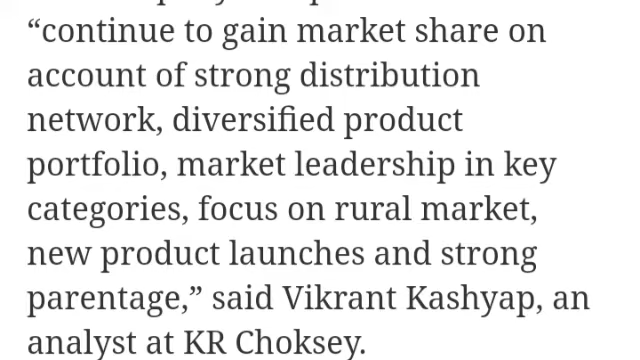 “continue to gain market share on
account of strong distribution
network, diversified product
portfolio, market leadership in key
categories, focus on rural market,
new product launches and strong
parentage,” said Vikrant Kashyap, an
analyst at KR Choksey.